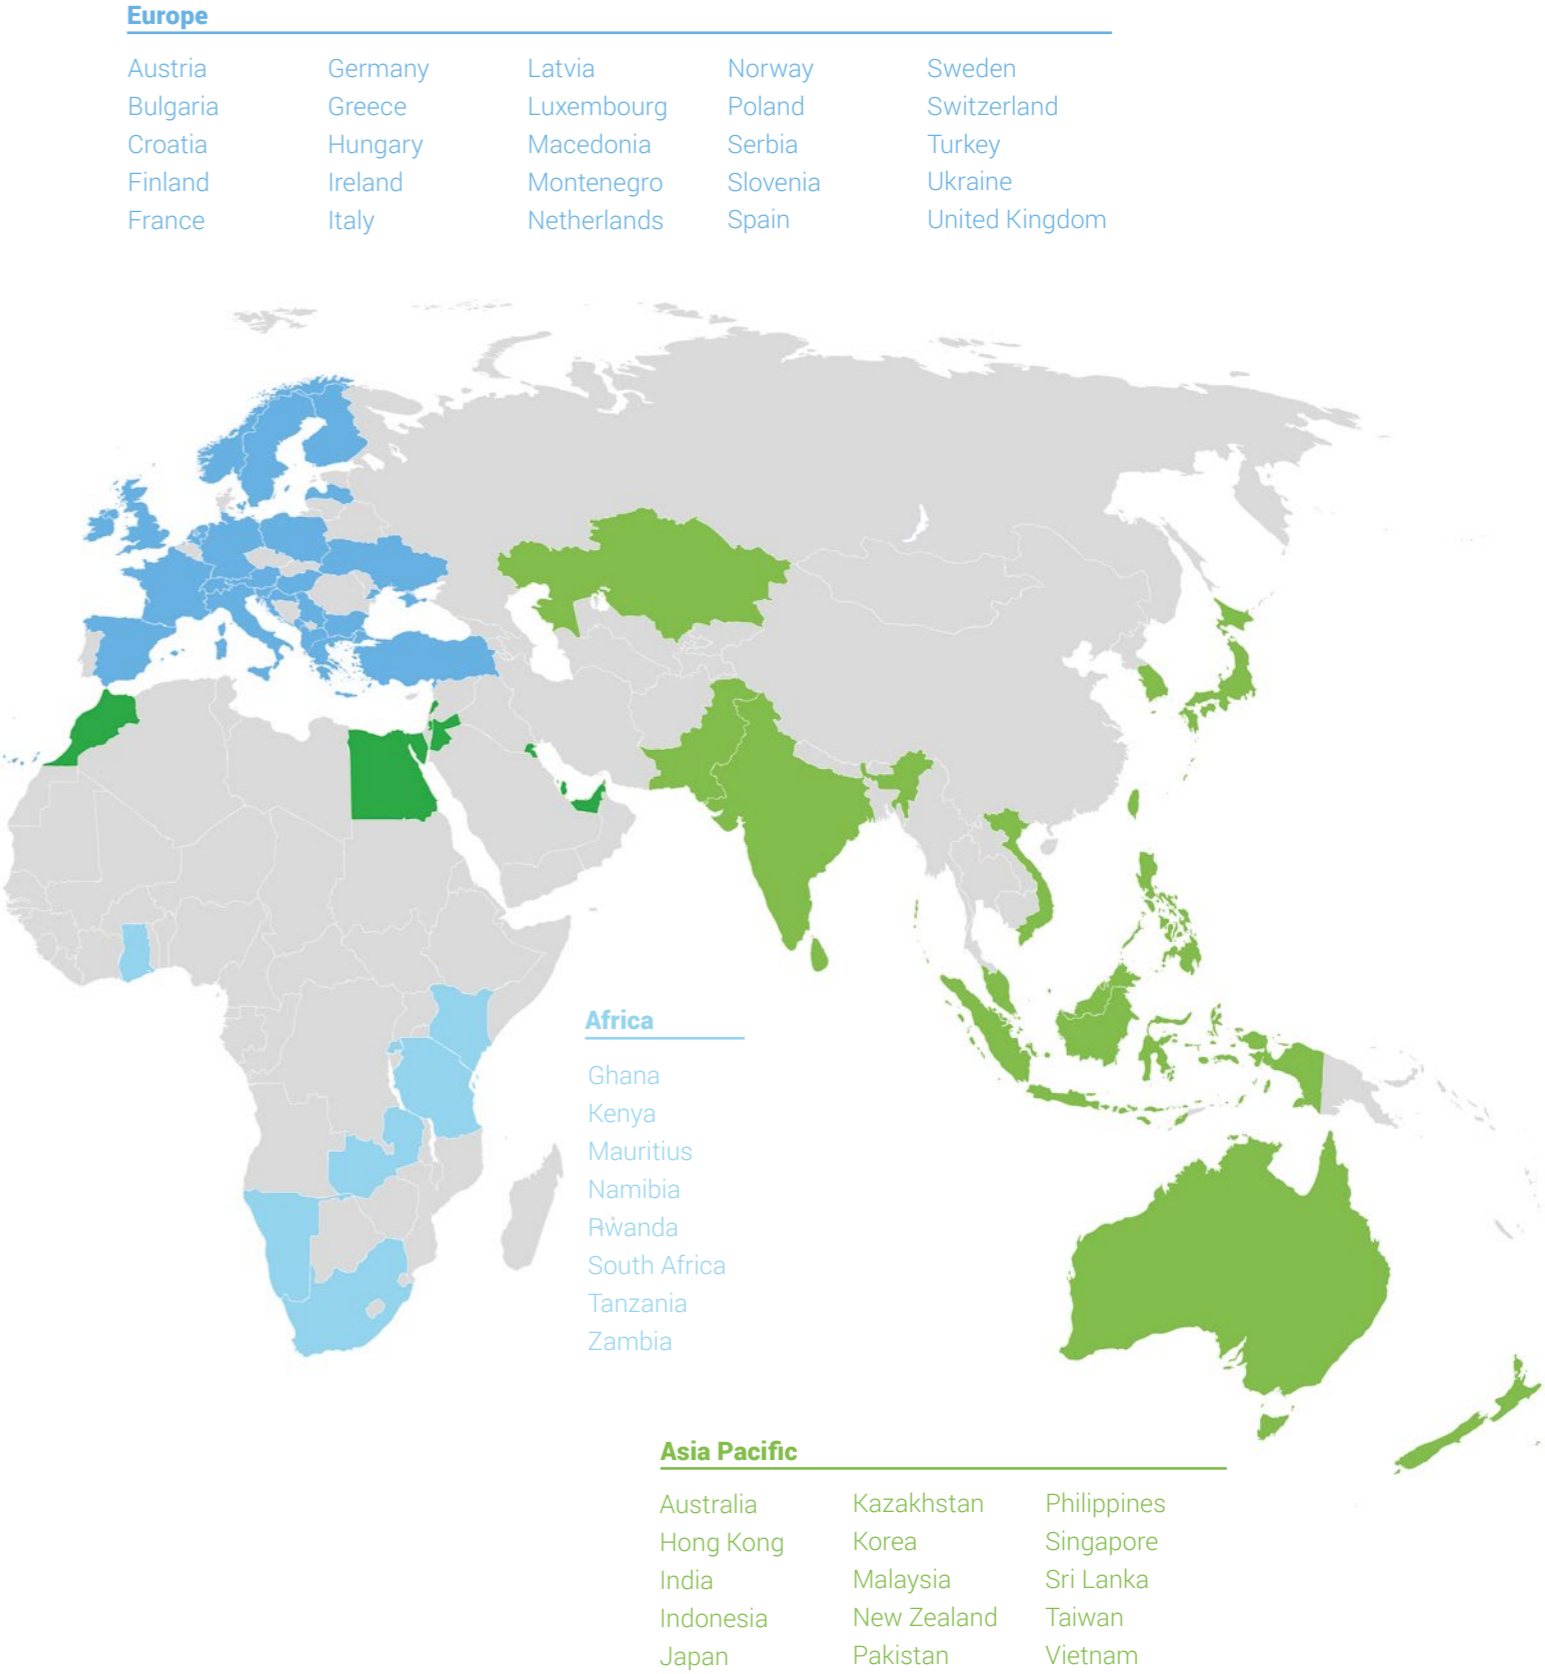 Europe
Austria
Bulgaria
Croatia
Finland
France
Germany
Greece
Hungary
Ireland
Italy
Latvia
Luxembourg
Macedonia
Montenegro
Netherlands
Norway
Poland
Serbia
Slovenia
Spain
Sweden
Switzerland
Turkey
Ukraine
United Kingdom
Africa
Ghana
Kenya
Mauritius
Namibia
Rwanda
South Africa
Tanzania
Zambia
Asia Pacific
Australia
Hong Kong
India
Indonesia
Japan
Kazakhstan
Korea
Malaysia
New Zealand
Pakistan
Philippines
Singapore
Sri Lanka
Taiwan
Vietnam